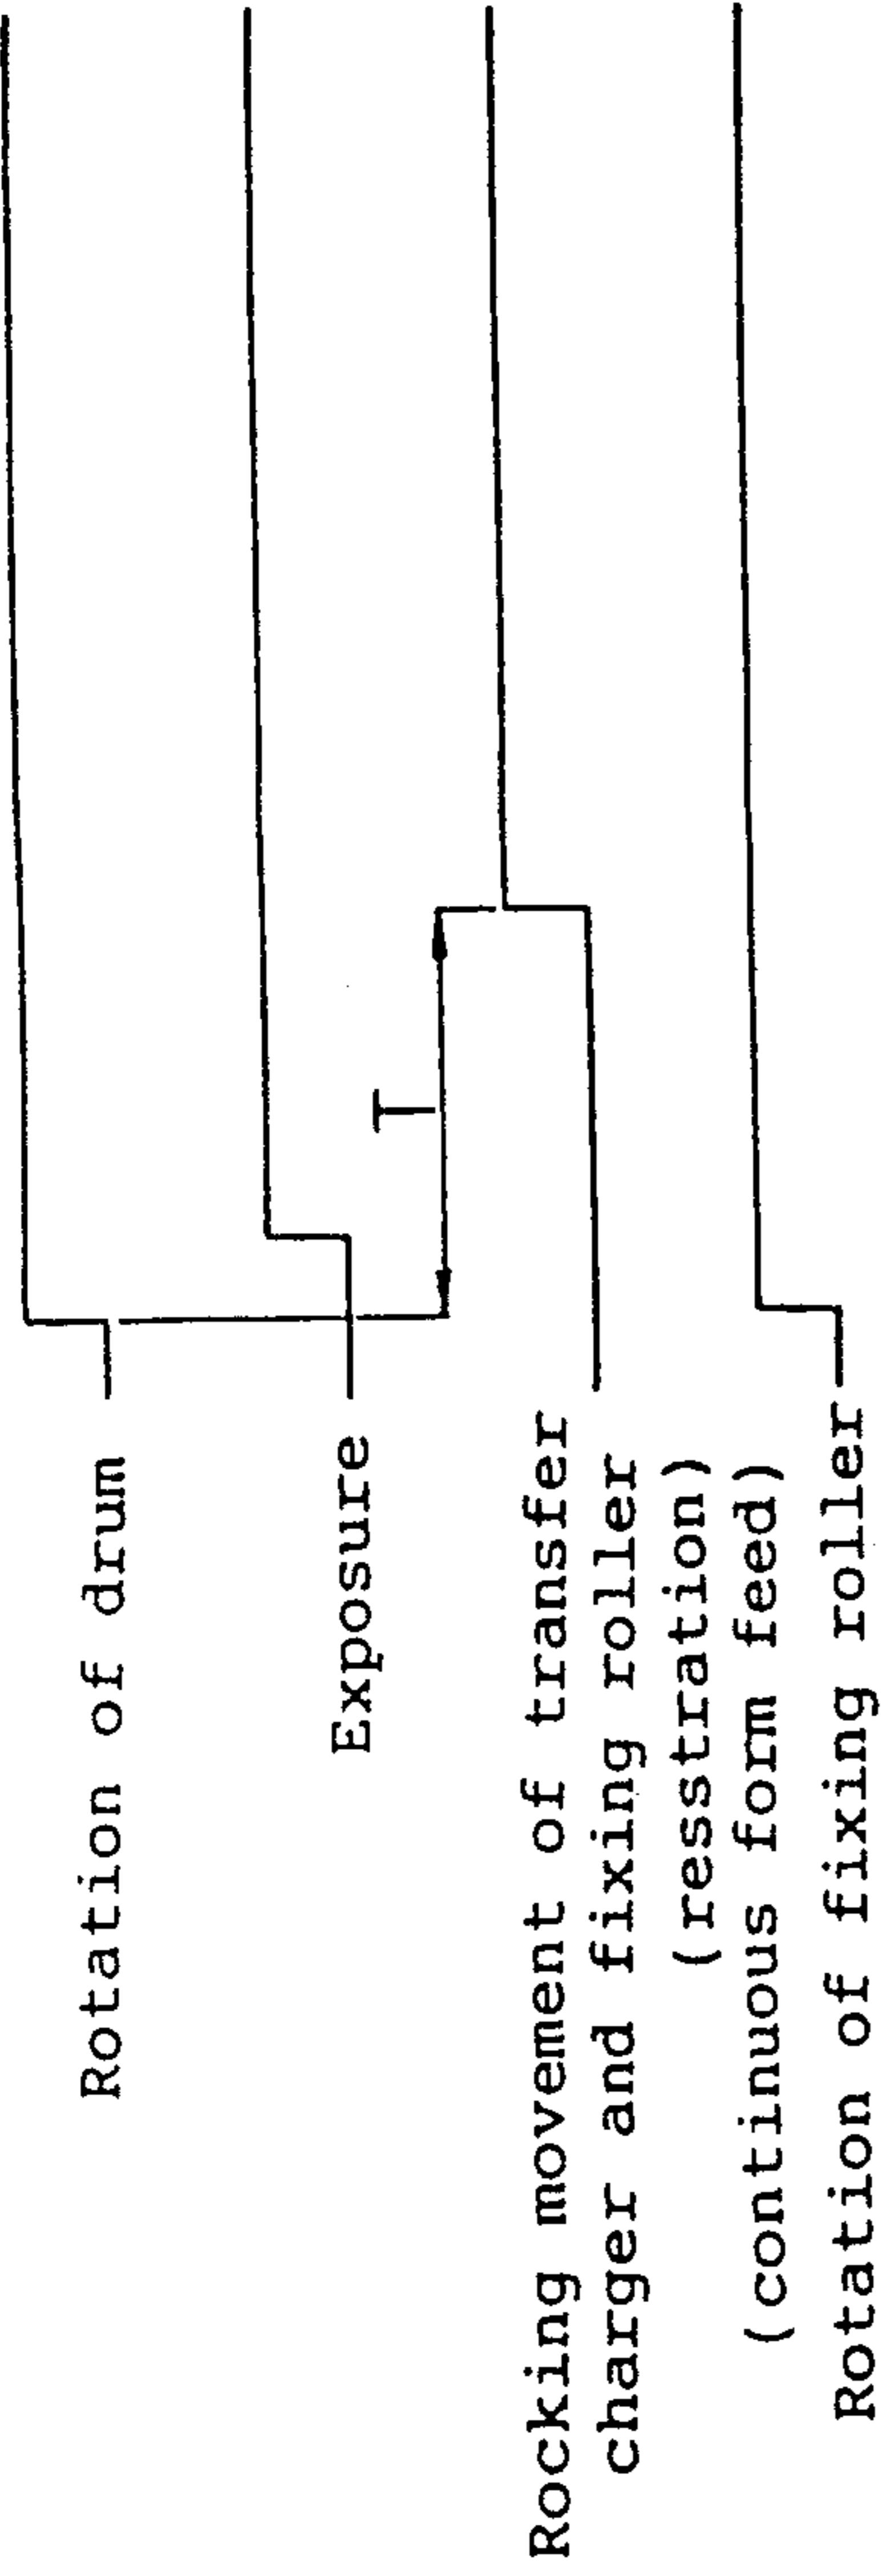 Rotation of drum
Exposure
T
Rocking movement of transfer
charger and fixing roller
(resstration)
(continuous form feed)
Rotation of fixing roller